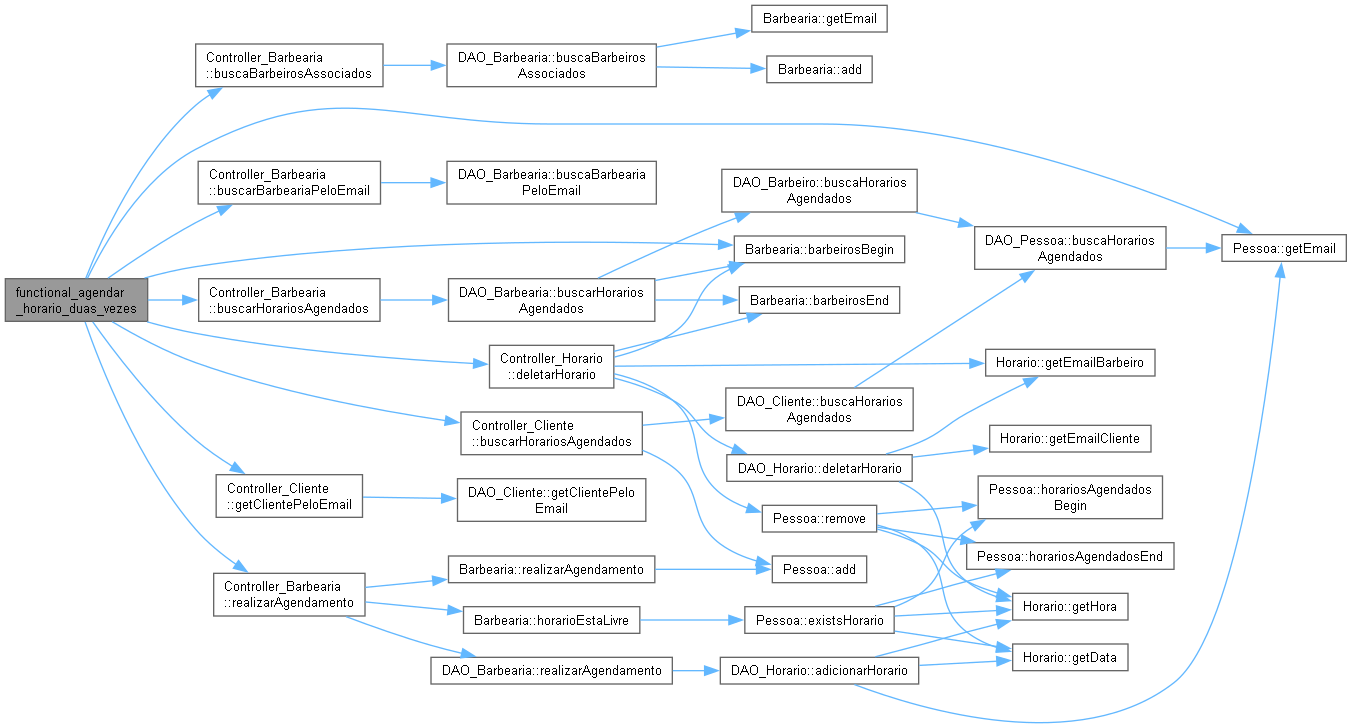 functional_agendar
_horario_duas_vezes
Controller_Barbearia
::buscaBarbeirosAssociados
Controller_Barbearia
::buscarBarbeariaPeloEmail
Controller_Barbearia
::buscarHorariosAgendados
Controller_Horario
::deletarHorario
Controller_Cliente
::buscarHorariosAgendados
Controller_Cliente
::getClientePeloEmail
Controller_Barbearia
::realizarAgendamento
DAO_Barbearia::buscaBarbeiros
Associados
DAO_Barbearia::buscaBarbearia
PeloEmail
DAO_Barbearia::buscarHorarios
Agendados
DAO_Cliente::getClientePelo
Email
Barbearia::realizarAgendamento
Barbearia::horarioEstaLivre
DAO_Barbearia::realizarAgendamento
Barbearia::getEmail
Barbearia::add
DAO_Barbeiro::buscaHorarios
Agendados
Barbearia::barbeirosBegin
Barbearia::barbeirosEnd
DAO_Cliente::buscaHorarios
Agendados
DAO_Horario::deletarHorario
Pessoa::remove
Pessoa::add
Pessoa::existsHorario
DAO_Horario::adicionarHorario
DAO_Pessoa::buscaHorarios
Agendados
Horario::getEmailBarbeiro
Horario::getEmailCliente
Pessoa::horariosAgendados
Begin
Pessoa::horariosAgendadosEnd
Horario::getHora
Horario::getData
Pessoa::getEmail